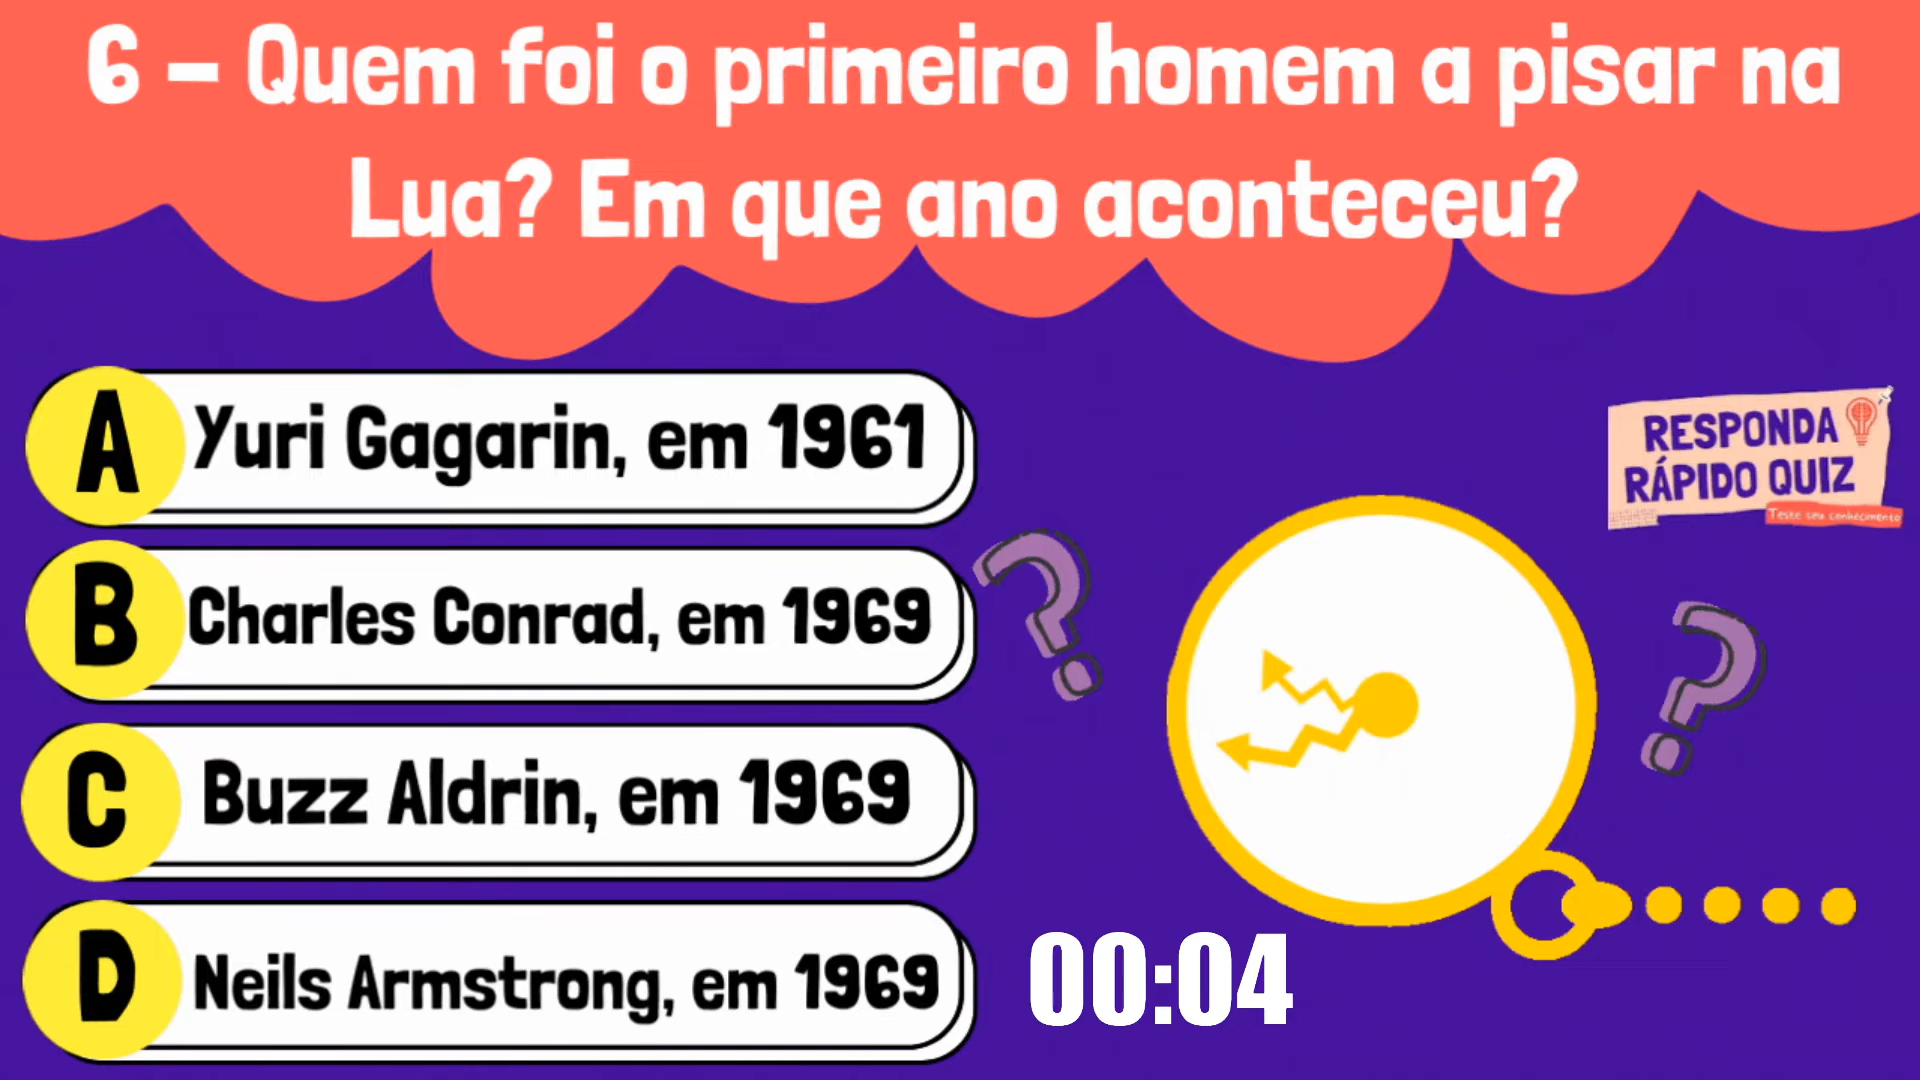 6 – Quem foi o primeiro homem a pisar na
Lua? Em que ano aconteceu?
A Yuri Gagarin, em 1961
B Charles Conrad, em 1969
C Buzz Aldrin, em 1969
D Neils Armstrong, em 1969
RESPONDA
RÁPIDO QUIZ
Teste seu conhecimento
00:04